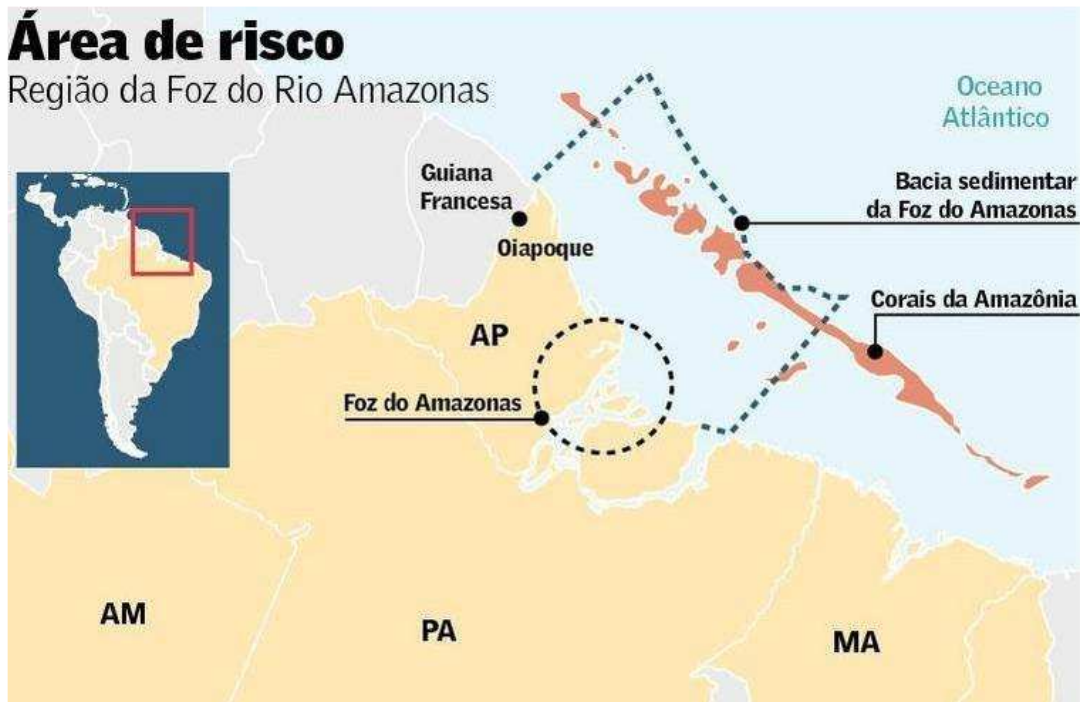 Área de risco
Região da Foz do Rio Amazonas
Oceano
Atlântico
Guiana
Francesa
Bacia sedimentar
da Foz do Amazonas
Oiapoque
Corais da Amazônia
AP
Foz do Amazonas
AM
PA
MA